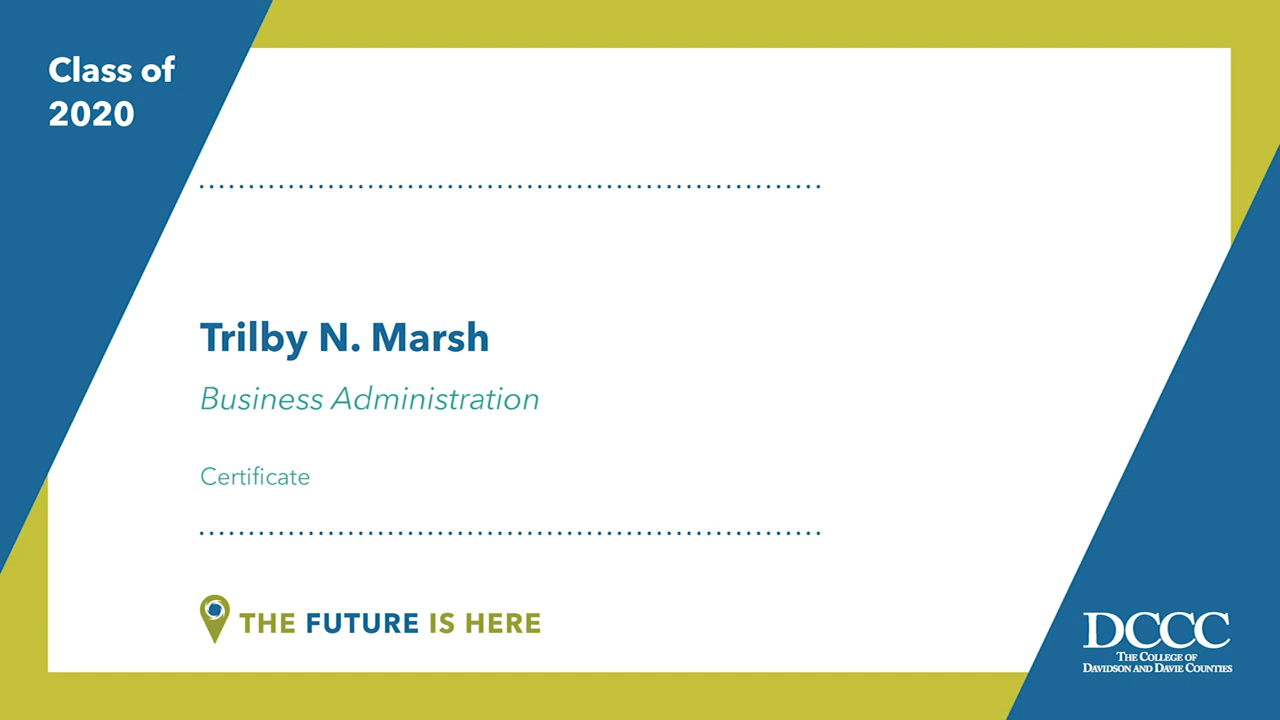 Class of
2020
Trilby N. Marsh
Business Administration
Certificate
THE FUTURE IS HERE
DCCC
THE COLLEGE OF
DAVIDSON AND DAVIE COUNTIES